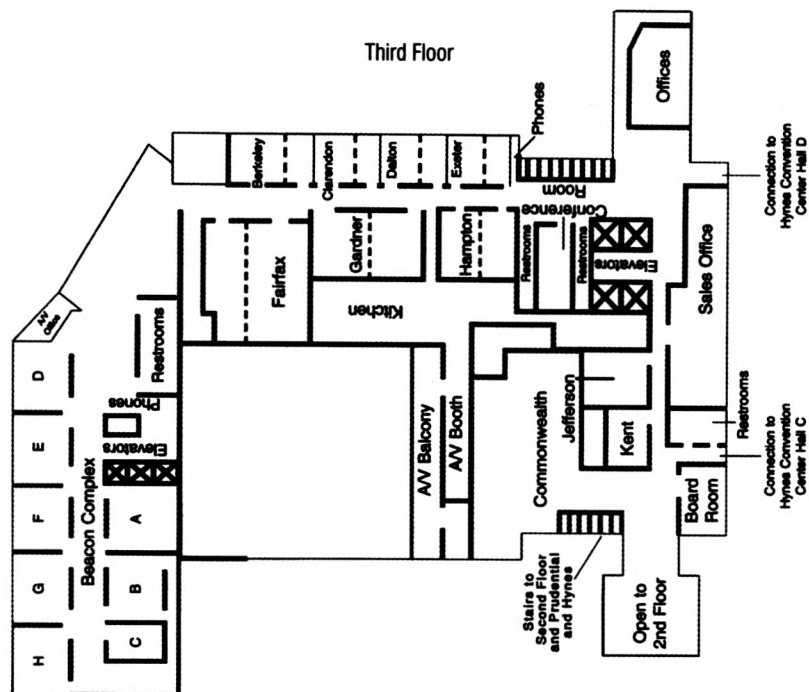 Third Floor
A/V
Office
D
E
F
G
H
Beacon Complex
Restrooms
Phones
Elevators
A
B
C
Berkeley
Clarendon
Dalton
Exeter
Phones
Fairfax
Gardner
Hampton
Kitchen
Restrooms
Conference
Room
Restrooms
Elevators
Offices
Connection to
Hynes Convention
Center Hall D
Sales Office
A/V Balcony
A/V Booth
Commonwealth
Jefferson
Kent
Restrooms
Connection to
Hynes Convention
Center Hall C
Board
Room
Stairs to
Second Floor
and Prudential
and Hynes
Open to
2nd Floor